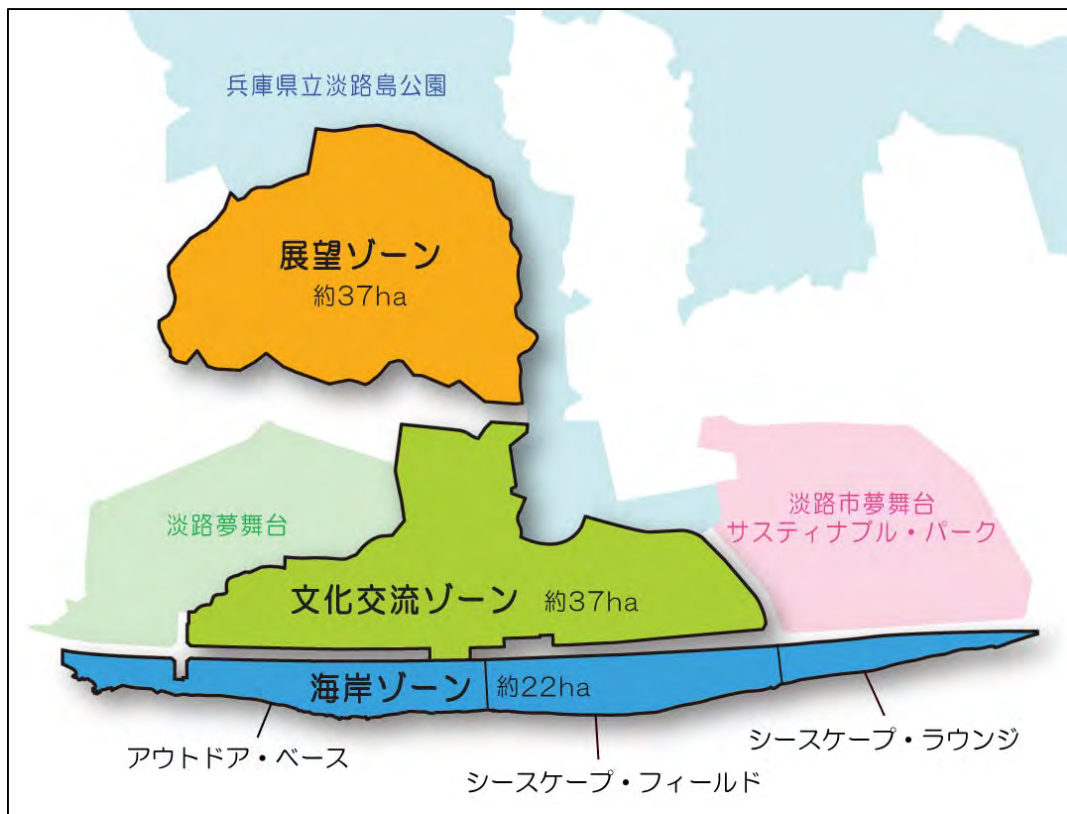 兵庫県立淡路島公園
展望ゾーン
約37ha
淡路夢舞台
淡路市夢舞台
サスティナブル・パーク
文化交流ゾーン 約37ha
海岸ゾーン 約22ha
アウトドア・ベース
シースケープ・フィールド
シースケープ・ラウンジ